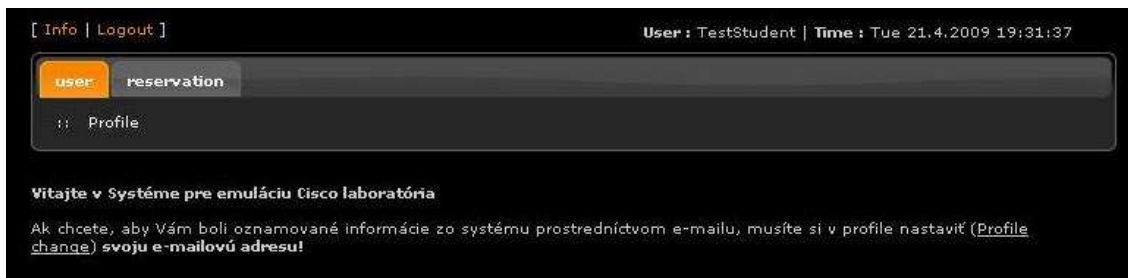 [ Info | Logout ] User : TestStudent | Time : Tue 21.4.2009 19:31:37
user reservation
:: Profile
Vitajte v Systéme pre emuláciu Cisco laboratória
Ak chcete, aby Vám boli oznamované informácie zo systému prostredníctvom e-mailu, musíte si v profile nastaviť (Profile
change) svoju e-mailovú adresu!